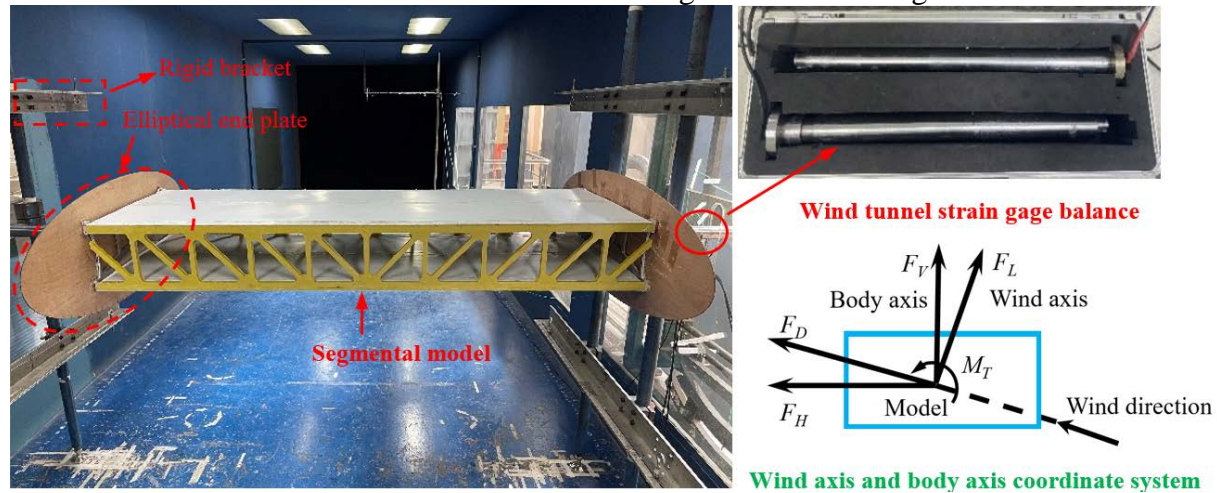 Rigid bracket
Elliptical end plate
Segmental model
Wind tunnel strain gage balance
F_V
F_L
Body axis
Wind axis
F_D
M_T
F_H
Model
Wind direction
Wind axis and body axis coordinate system